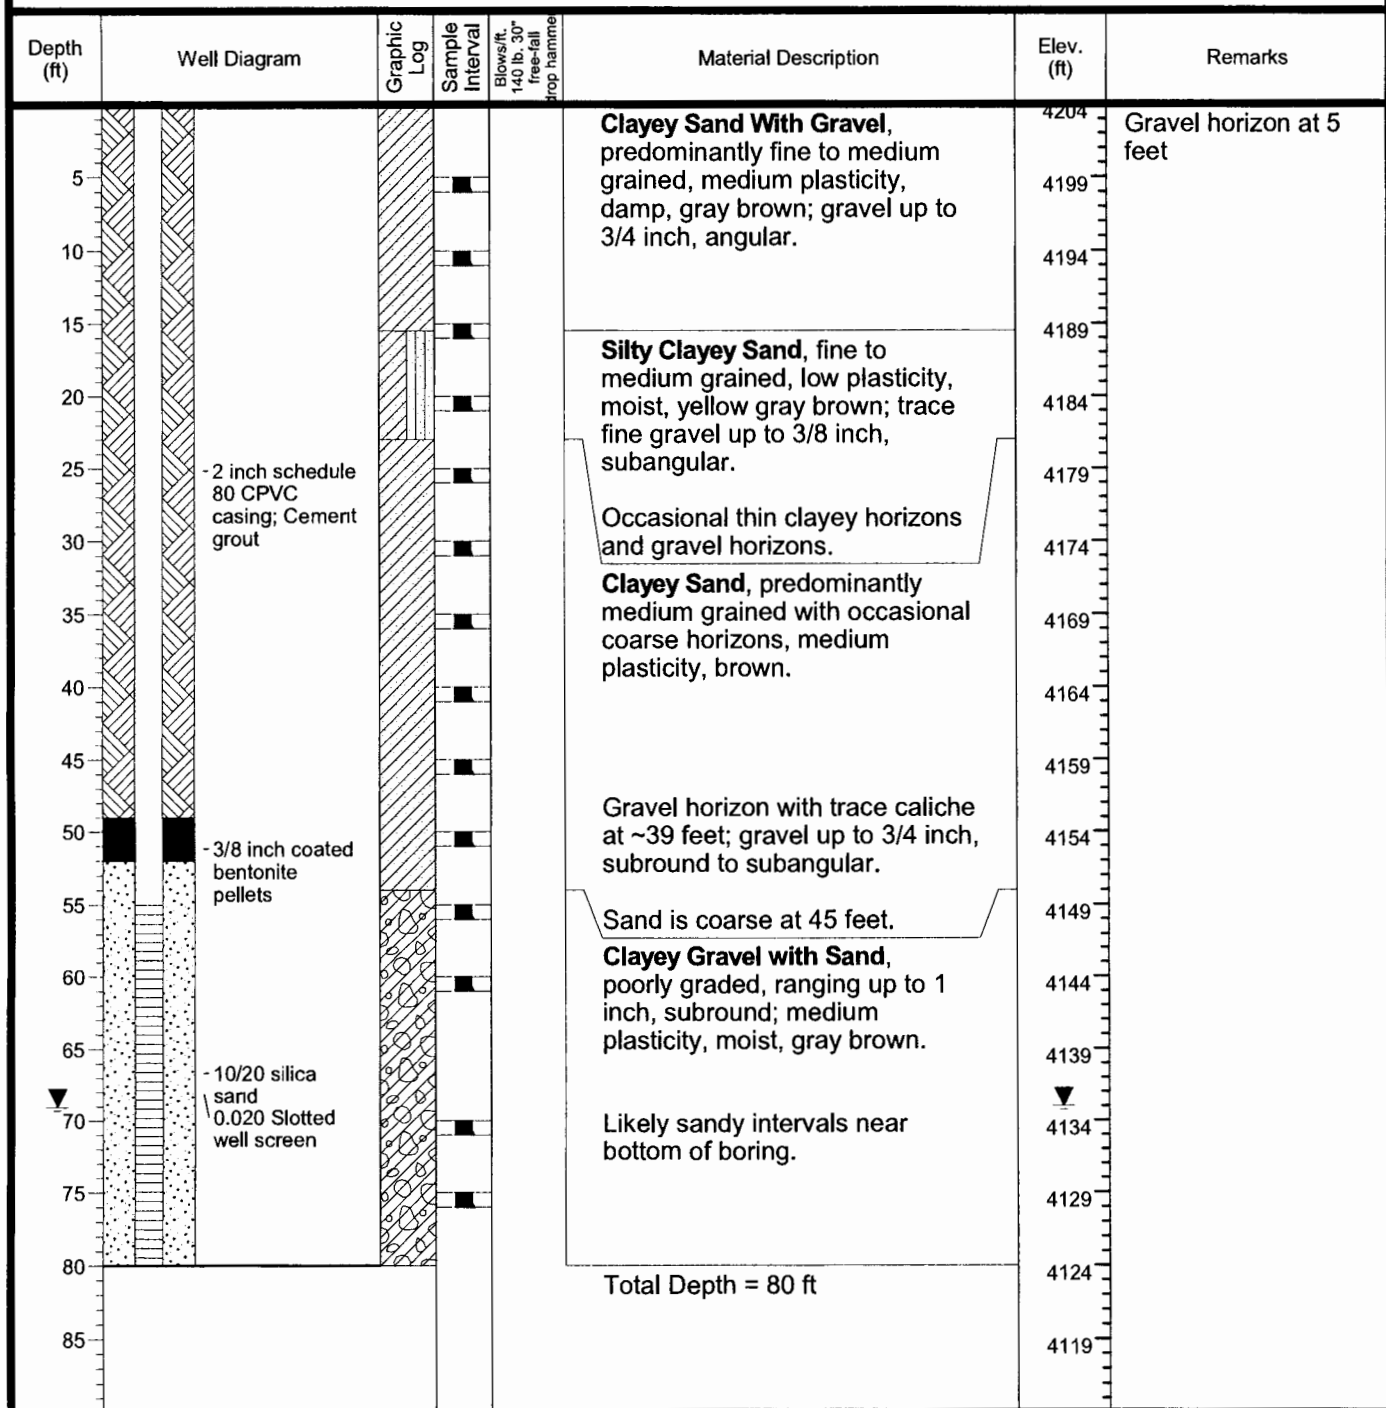 Depth
(ft)
Well Diagram
Graphic
Log
Sample
Interval
Blows/ft.
140 lb. 30"
free-fall
drop hammer
Material Description
Elev.
(ft)
Remarks
5
10
15
20
25
30
35
40
45
50
55
60
65
70
75
80
85
-2 inch schedule
80 CPVC
casing; Cement
grout
-3/8 inch coated
bentonite
pellets
-10/20 silica
sand
\0.020 Slotted
well screen
Clayey Sand With Gravel,
predominantly fine to medium
grained, medium plasticity,
damp, gray brown; gravel up to
3/4 inch, angular.
Silty Clayey Sand, fine to
medium grained, low plasticity,
moist, yellow gray brown; trace
fine gravel up to 3/8 inch,
subangular.
Occasional thin clayey horizons
and gravel horizons.
Clayey Sand, predominantly
medium grained with occasional
coarse horizons, medium
plasticity, brown.
Gravel horizon with trace caliche
at ~39 feet; gravel up to 3/4 inch,
subround to subangular.
Sand is coarse at 45 feet.
Clayey Gravel with Sand,
poorly graded, ranging up to 1
inch, subround; medium
plasticity, moist, gray brown.
Likely sandy intervals near
bottom of boring.
Total Depth = 80 ft
4204
4199
4194
4189
4184
4179
4174
4169
4164
4159
4154
4149
4144
4139
4134
4129
4124
4119
Gravel horizon at 5
feet